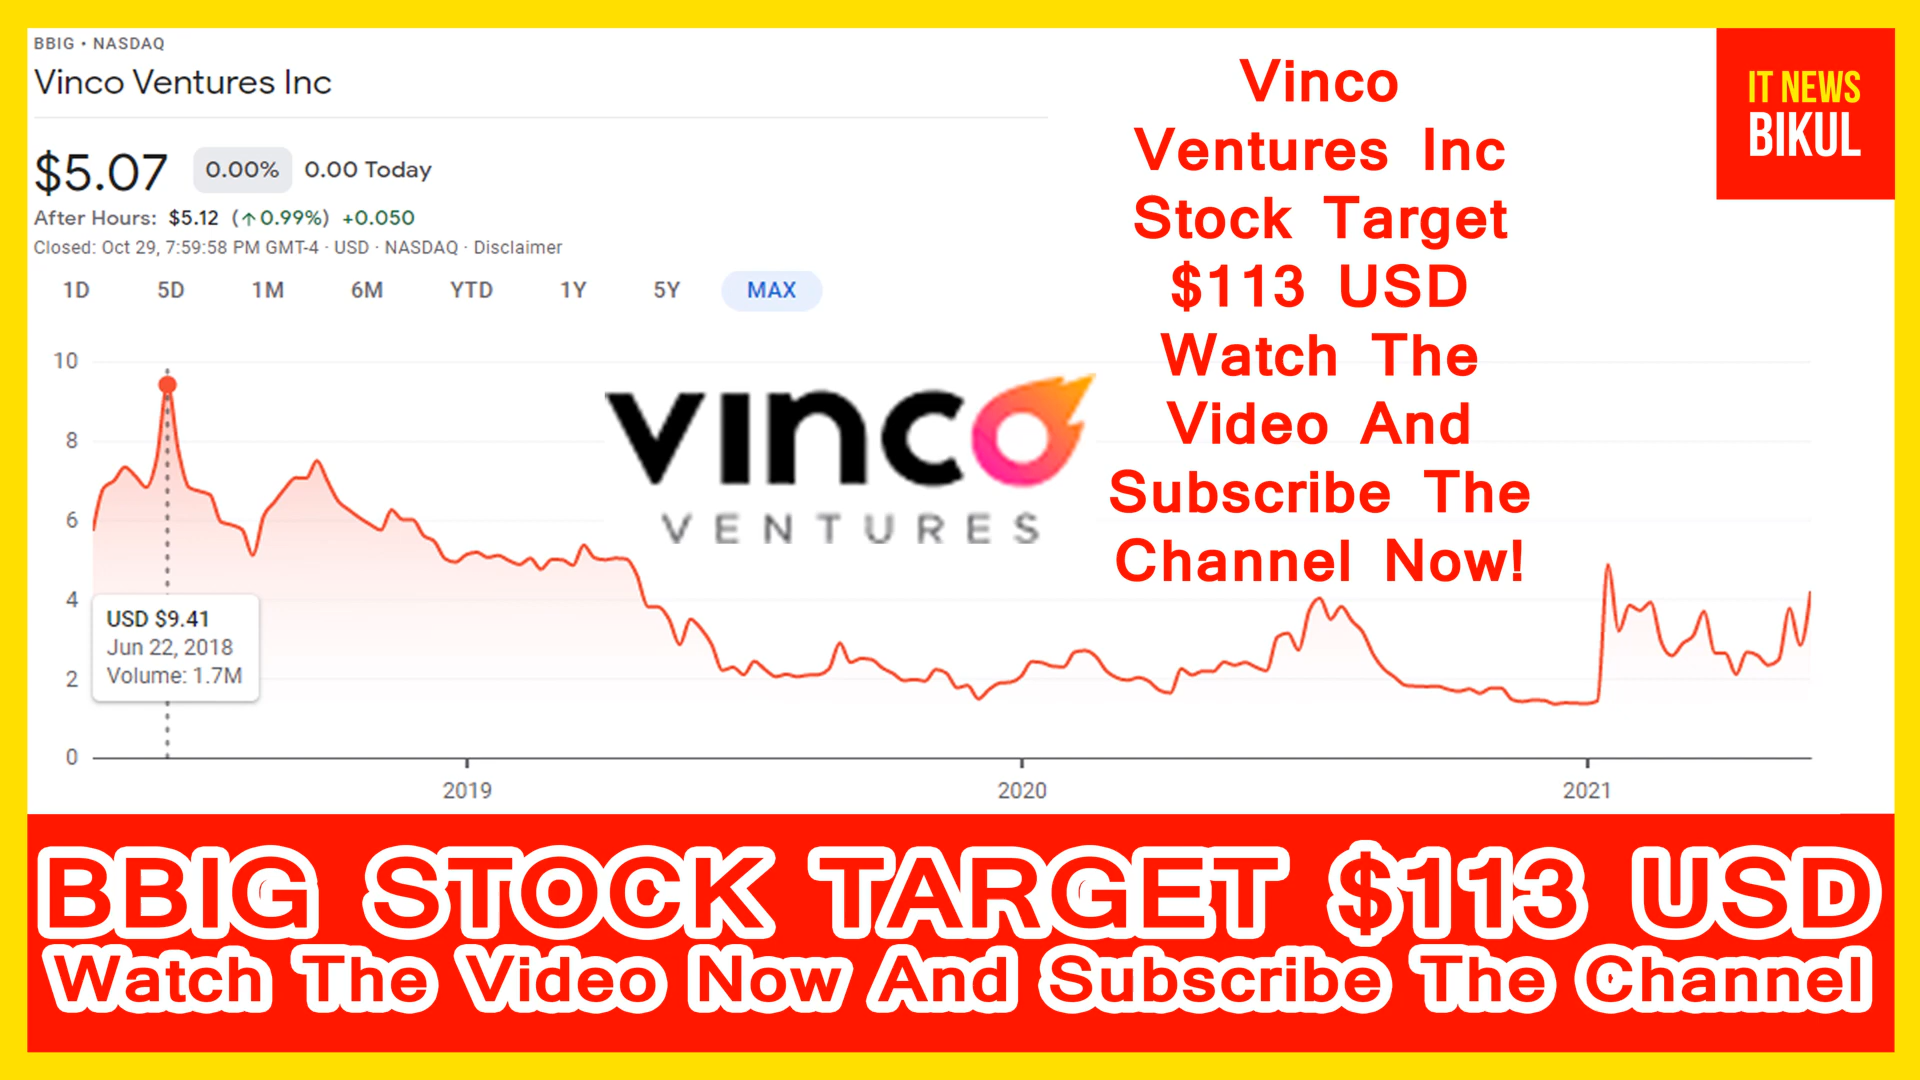 BBIG • NASDAQ
Vinco Ventures Inc
$5.07 0.00% 0.00 Today
After Hours: $5.12 (↑0.99%) +0.050
Closed: Oct 29, 7:59:58 PM GMT-4 · USD · NASDAQ · Disclaimer
1D 5D 1M 6M YTD 1Y 5Y MAX
Vinco
Ventures Inc
Stock Target
$113 USD
Watch The
Video And
Subscribe The
Channel Now!
IT NEWS
BIKUL
vinco
VENTURES
10
8
6
4
2
0
USD $9.41
Jun 22, 2018
Volume: 1.7M
2019 2020 2021
BBIG STOCK TARGET $113 USD
Watch The Video Now And Subscribe The Channel